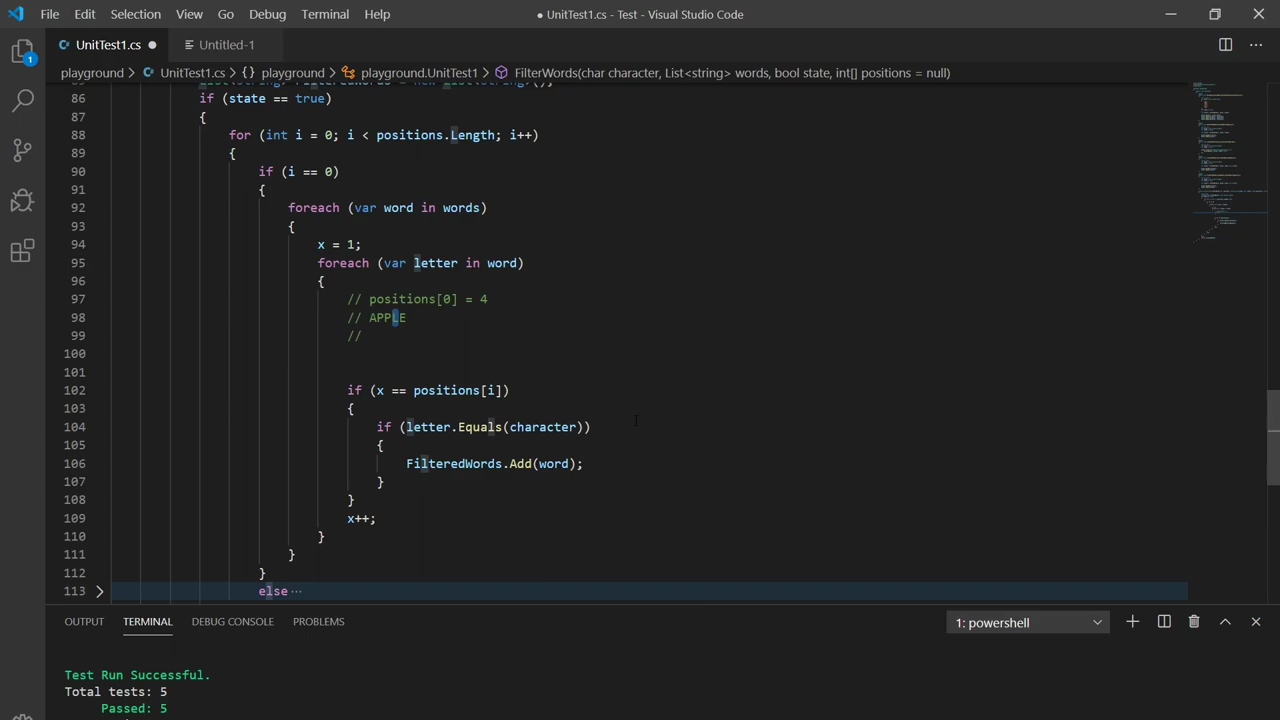 File Edit Selection View Go Debug Terminal Help ● UnitTest1.cs - Test - Visual Studio Code
UnitTest1.cs ● Untitled-1
playground > UnitTest1.cs > {} playground > playground.UnitTest1 > FilterWords(char character, List<string> words, bool state, int[] positions = null)
86 if (state == true)
87 {
88 for (int i = 0; i < positions.Length; i++)
89 {
90 if (i == 0)
91 {
92 foreach (var word in words)
93 {
94 x = 1;
95 foreach (var letter in word)
96 {
97 // positions[0] = 4
98 // APPLE
99 //
100
101
102 if (x == positions[i])
103 {
104 if (letter.Equals(character))
105 {
106 FilteredWords.Add(word);
107 }
108 }
109 x++;
110 }
111 }
112 }
113 else ···
1
OUTPUT TERMINAL DEBUG CONSOLE PROBLEMS 1: powershell
Test Run Successful.
Total tests: 5
Passed: 5